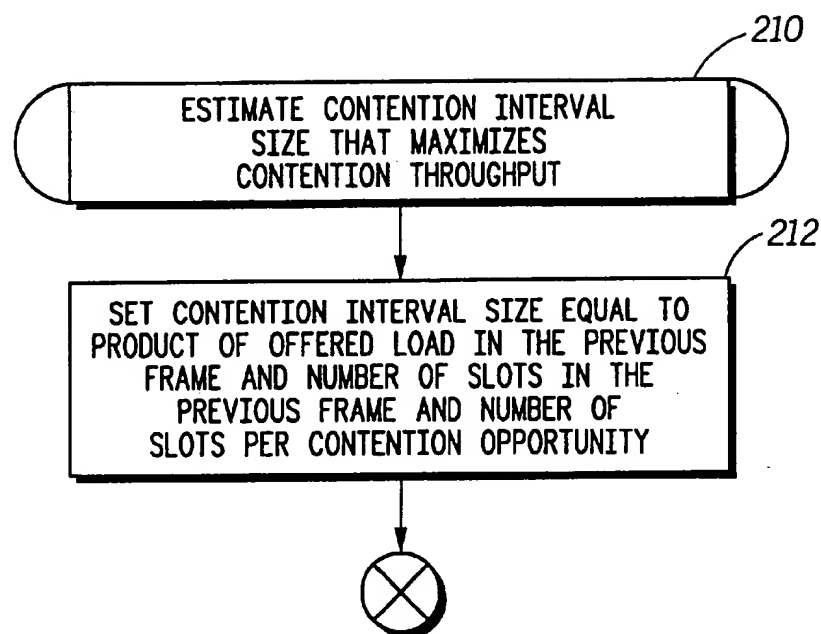 210
ESTIMATE CONTENTION INTERVAL
SIZE THAT MAXIMIZES
CONTENTION THROUGHPUT
212
SET CONTENTION INTERVAL SIZE EQUAL TO
PRODUCT OF OFFERED LOAD IN THE PREVIOUS
FRAME AND NUMBER OF SLOTS IN THE
PREVIOUS FRAME AND NUMBER OF
SLOTS PER CONTENTION OPPORTUNITY